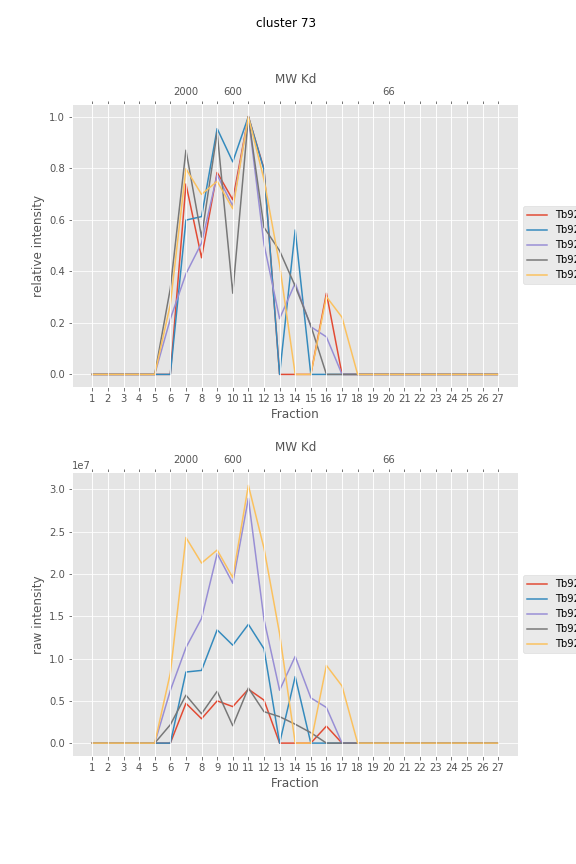 cluster 73
MW Kd
2000 600 66
1.0
0.8
0.6
0.4
0.2
0.0
relative intensity
Tb92
Tb92
Tb92
Tb92
Tb92
1 2 3 4 5 6 7 8 9 10 11 12 13 14 15 16 17 18 19 20 21 22 23 24 25 26 27
Fraction
MW Kd
2000 600 66
1e7
3.0
2.5
2.0
1.5
1.0
0.5
0.0
raw intensity
Tb92
Tb92
Tb92
Tb92
Tb92
1 2 3 4 5 6 7 8 9 10 11 12 13 14 15 16 17 18 19 20 21 22 23 24 25 26 27
Fraction